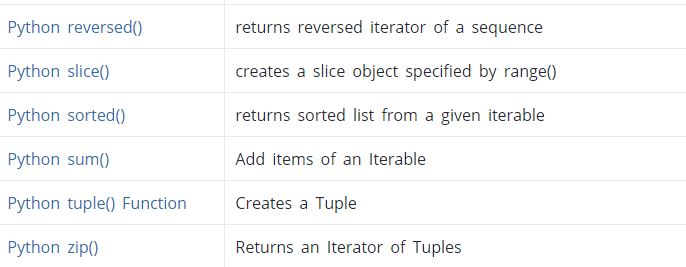 Python reversed() returns reversed iterator of a sequence
Python slice() creates a slice object specified by range()
Python sorted() returns sorted list from a given iterable
Python sum() Add items of an Iterable
Python tuple() Function Creates a Tuple
Python zip() Returns an Iterator of Tuples